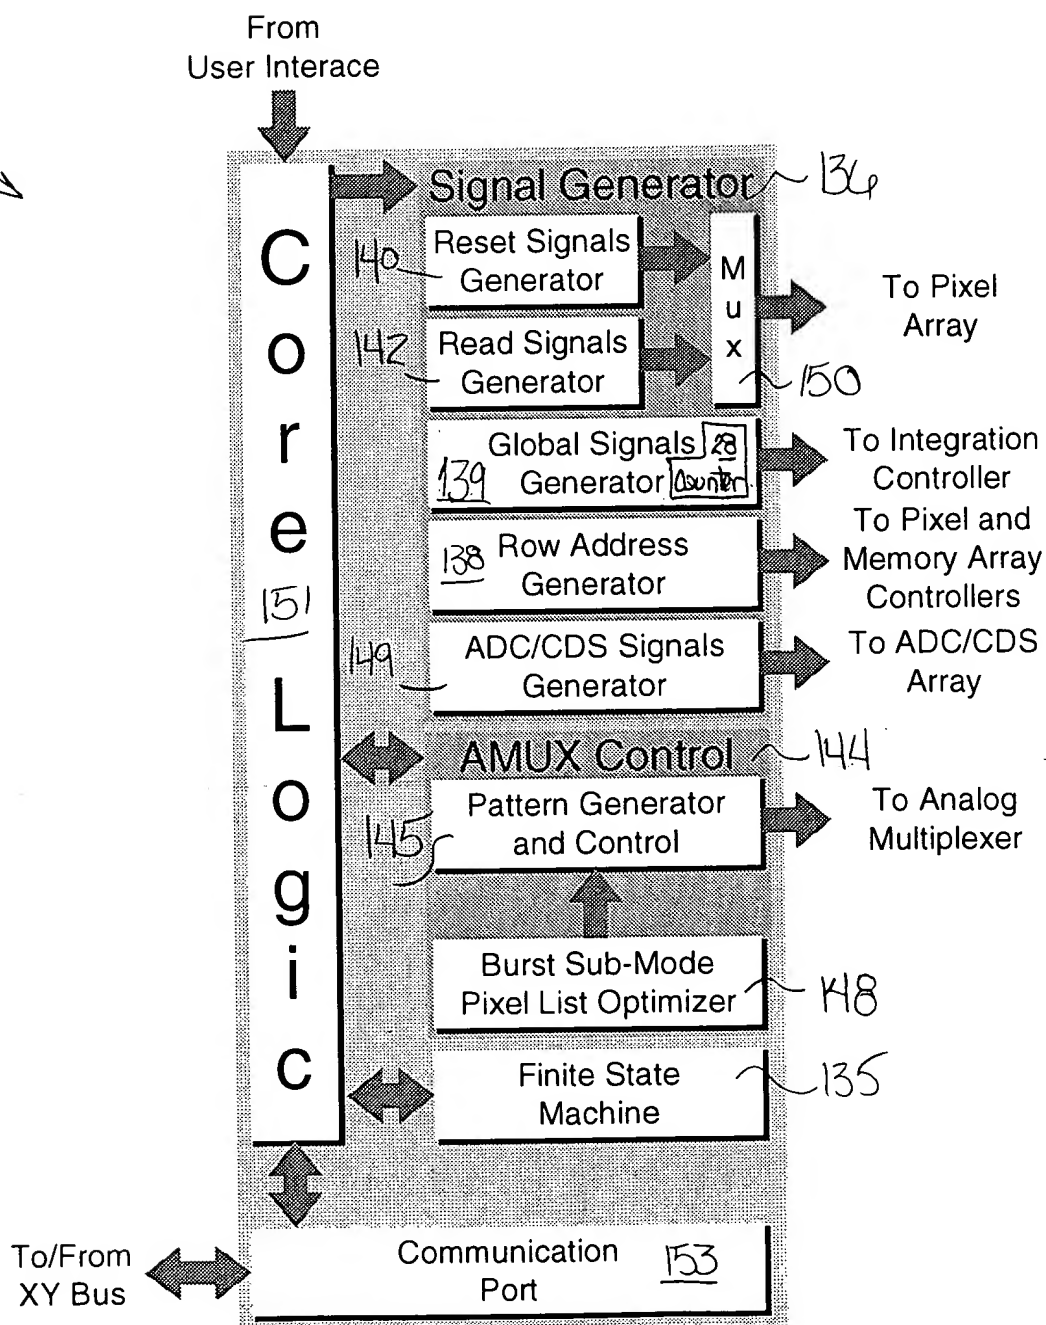 From
User Interace
Core Logic
151
Signal Generator
136
140
Reset Signals
Generator
142
Read Signals
Generator
Mux
150
To Pixel
Array
Global Signals
Generator
139
28
Counter
To Integration
Controller
138
Row Address
Generator
To Pixel and
Memory Array
Controllers
149
ADC/CDS Signals
Generator
To ADC/CDS
Array
AMUX Control
144
145
Pattern Generator
and Control
To Analog
Multiplexer
Burst Sub-Mode
Pixel List Optimizer
148
Finite State
Machine
135
To/From
XY Bus
Communication
Port
153